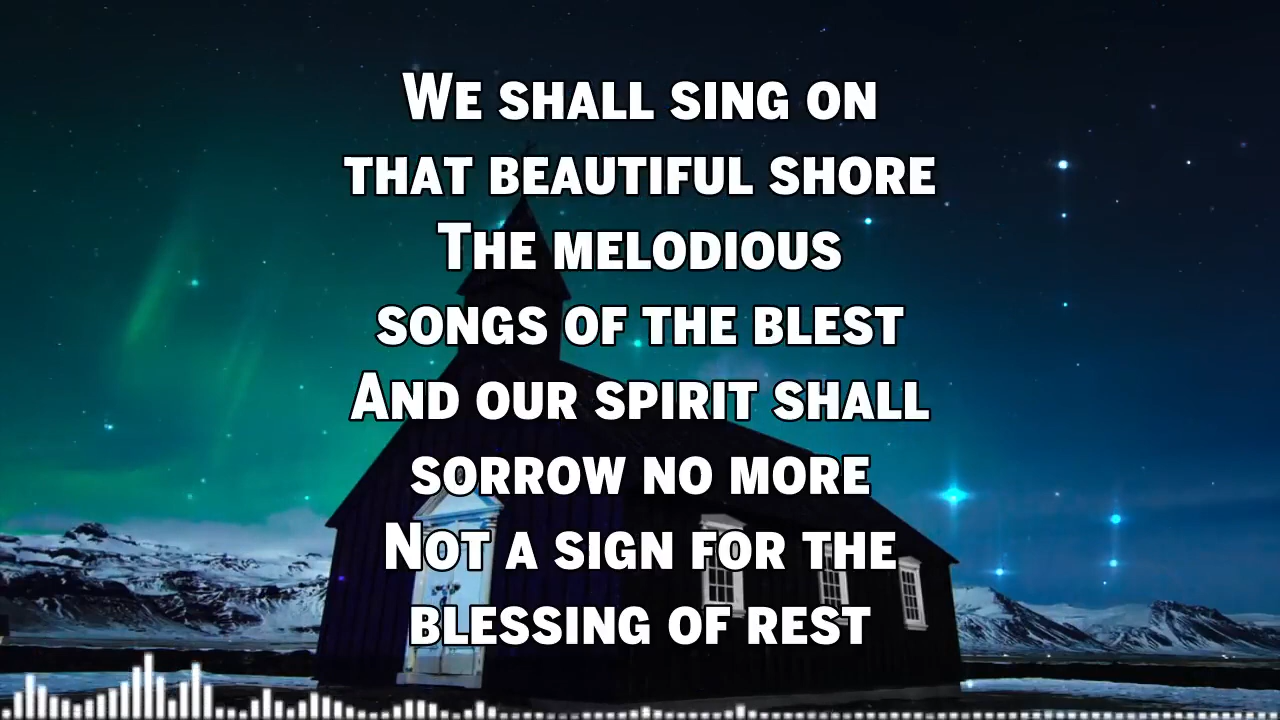 We shall sing on
that beautiful shore
The melodious
songs of the blest
And our spirit shall
sorrow no more
Not a sign for the
blessing of rest